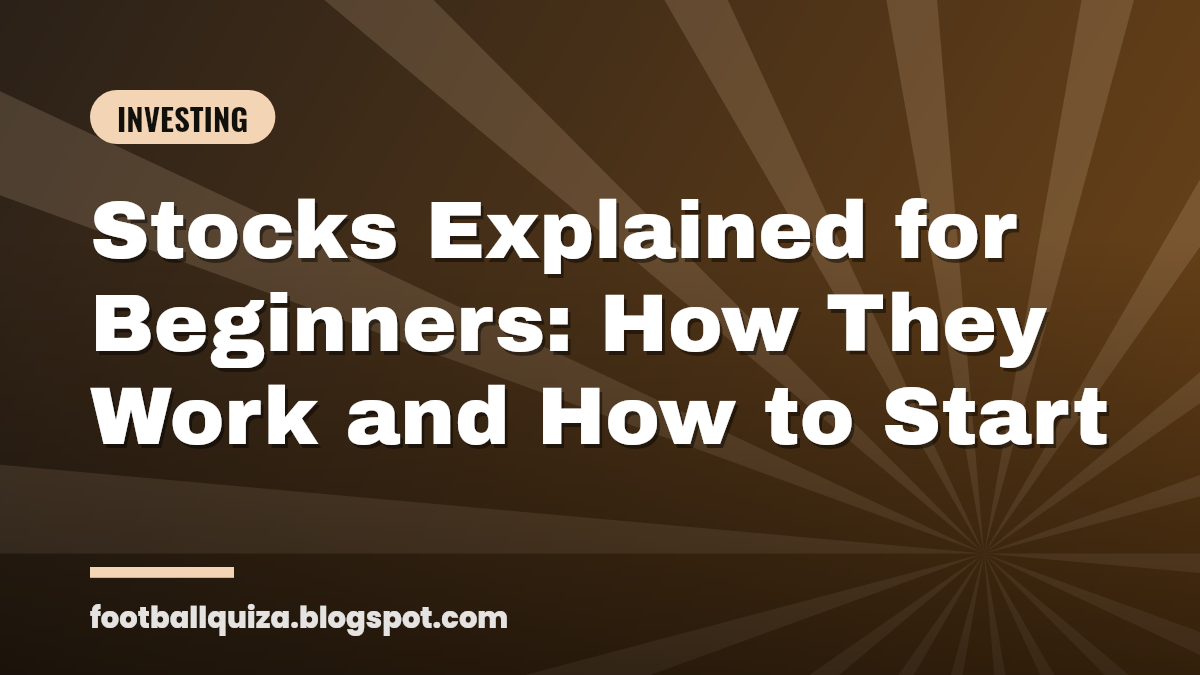 INVESTING
Stocks Explained for
Beginners: How They
Work and How to Start
footballquiza.blogspot.com